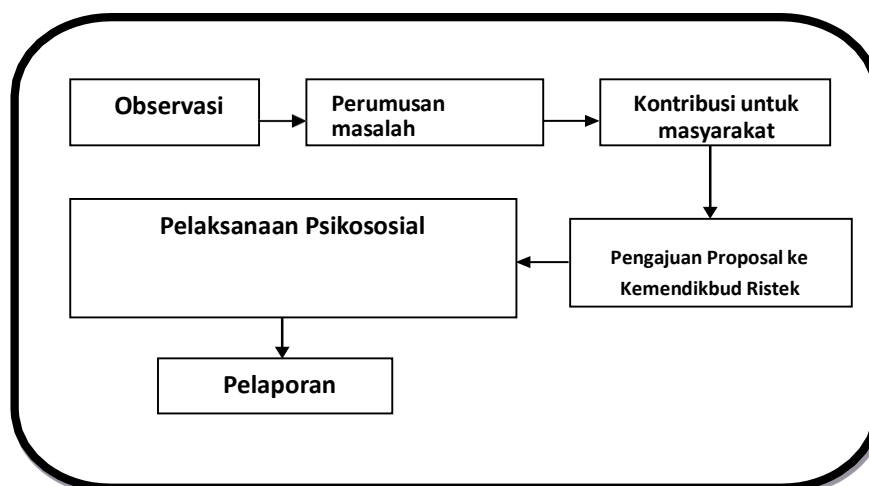 Observasi
Perumusan
masalah
Kontribusi untuk
masyarakat
Pengajuan Proposal ke
Kemendikbud Ristek
Pelaksanaan Psikososial
Pelaporan